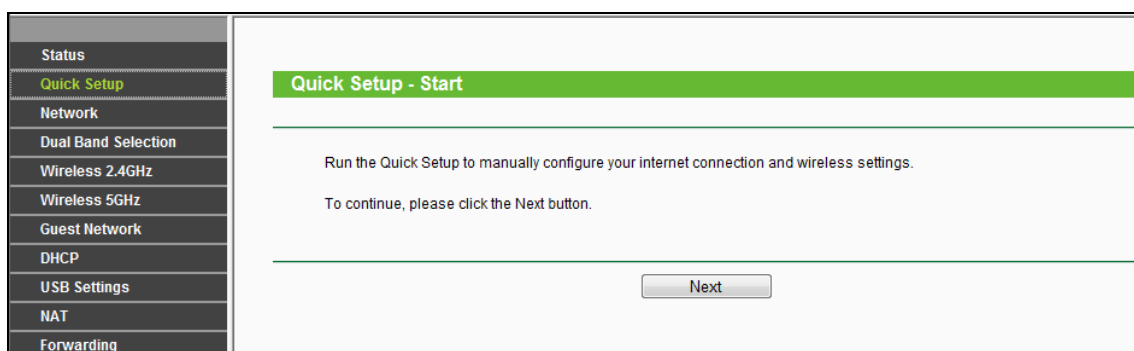 Status
Quick Setup
Network
Dual Band Selection
Wireless 2.4GHz
Wireless 5GHz
Guest Network
DHCP
USB Settings
NAT
Forwarding
Quick Setup - Start
Run the Quick Setup to manually configure your internet connection and wireless settings.
To continue, please click the Next button.
Next